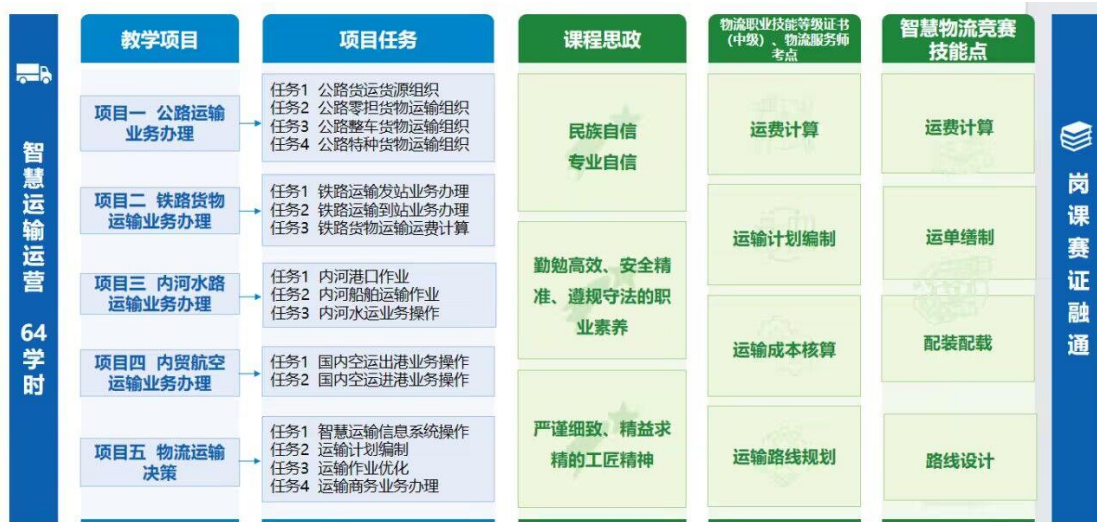 智慧运输运营 64学时
教学项目
项目一 公路运输
业务办理
项目二 铁路货物
运输业务办理
项目三 内河水路
运输业务办理
项目四 内贸航空
运输业务办理
项目五 物流运输
决策
项目任务
任务1 公路货运货源组织
任务2 公路零担货物运输组织
任务3 公路整车货物运输组织
任务4 公路特种货物运输组织
任务1 铁路运输发站业务办理
任务2 铁路运输到站业务办理
任务3 铁路货物运输运费计算
任务1 内河港口作业
任务2 内河船舶运输作业
任务3 内河水运业务操作
任务1 国内空运出港业务操作
任务2 国内空运进港业务操作
任务1 智慧运输信息系统操作
任务2 运输计划编制
任务3 运输作业优化
任务4 运输商务业务办理
课程思政
民族自信
专业自信
勤勉高效、安全精
准、遵规守法的职
业素养
严谨细致、精益求
精的工匠精神
物流职业技能等级证书
(中级)、物流服务师
考点
运费计算
运输计划编制
运输成本核算
运输路线规划
智慧物流竞赛
技能点
运费计算
运单缮制
配装配载
路线设计
岗课赛证融通